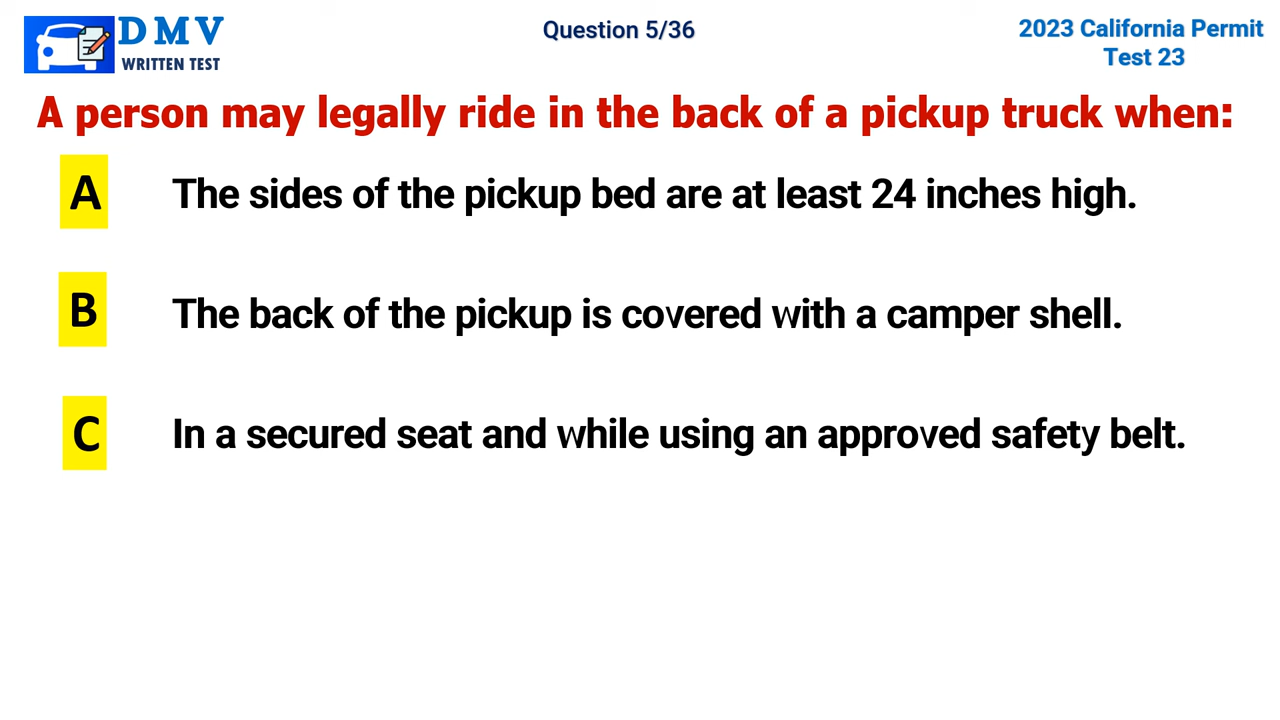 DMV
WRITTEN TEST
Question 5/36
2023 California Permit
Test 23
A person may legally ride in the back of a pickup truck when:
A The sides of the pickup bed are at least 24 inches high.
B The back of the pickup is covered with a camper shell.
C In a secured seat and while using an approved safety belt.